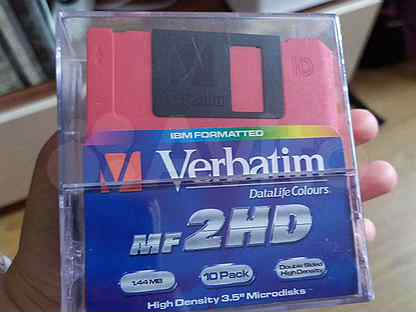 IBM FORMATTED
Verbatim
DataLife Colours.
MF 2HD
1.44 MB
10 Pack
Double Sided
High Density
High Density 3.5" Microdisks